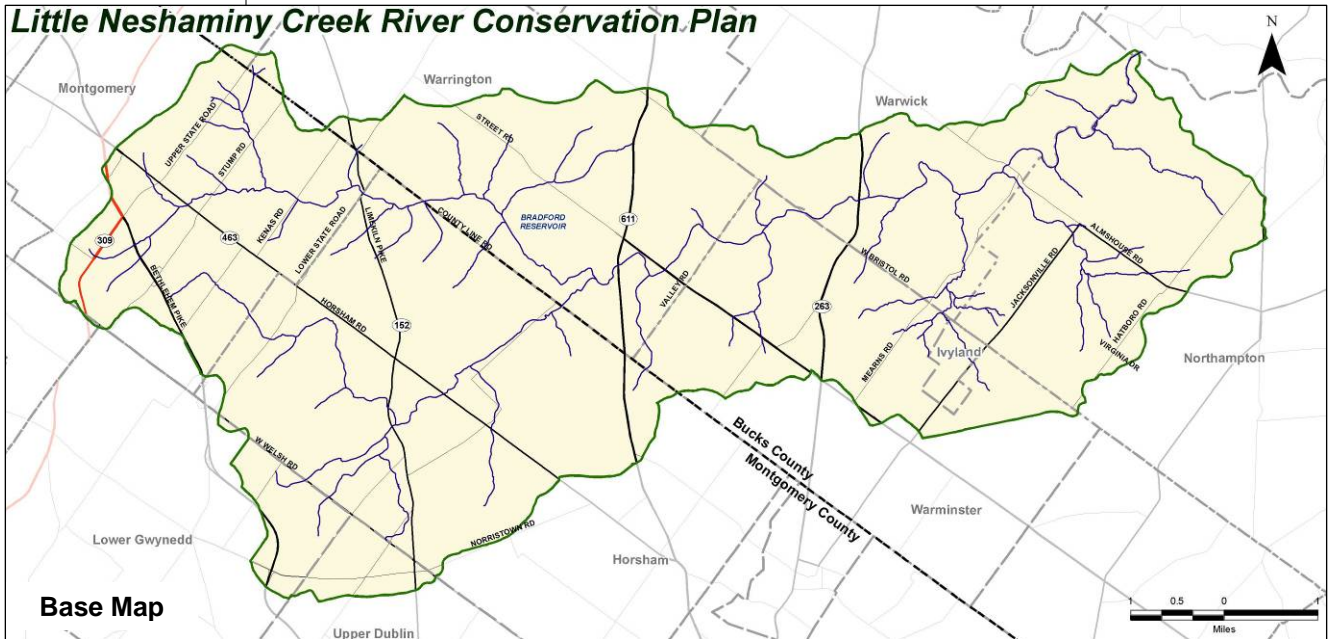 Little Neshaminy Creek River Conservation Plan
N
Montgomery
Warrington
Warwick
UPPER STATE ROAD
STUMP RD
STREET RD
KENAS RD
LOWER STATE ROAD
LIMEKILN PIKE
COUNTY LINE RD
BRADFORD
RESERVOIR
611
309
463
BETHLEHEM PIKE
HORSHAM RD
152
VALLEY RD
263
W BRISTOL RD
ALMSHOUSE RD
JACKSONVILLE RD
HATBORO RD
MEARNS RD
Ivyland
VIRGINIA DR
Northampton
Bucks County
Montgomery County
W WELSH RD
NORRISTOWN RD
Lower Gwynedd
Horsham
Warminster
Upper Dublin
Base Map
1 0.5 0 1
Miles